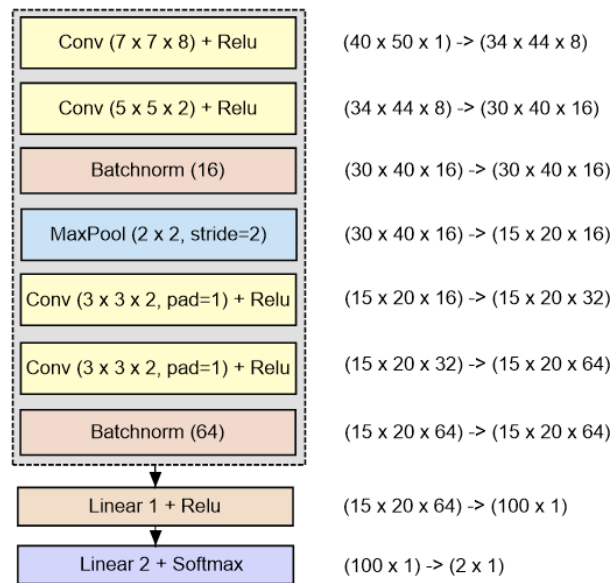 Conv (7 x 7 x 8) + Relu (40 x 50 x 1) -> (34 x 44 x 8)
Conv (5 x 5 x 2) + Relu (34 x 44 x 8) -> (30 x 40 x 16)
Batchnorm (16) (30 x 40 x 16) -> (30 x 40 x 16)
MaxPool (2 x 2, stride=2) (30 x 40 x 16) -> (15 x 20 x 16)
Conv (3 x 3 x 2, pad=1) + Relu (15 x 20 x 16) -> (15 x 20 x 32)
Conv (3 x 3 x 2, pad=1) + Relu (15 x 20 x 32) -> (15 x 20 x 64)
Batchnorm (64) (15 x 20 x 64) -> (15 x 20 x 64)
Linear 1 + Relu (15 x 20 x 64) -> (100 x 1)
Linear 2 + Softmax (100 x 1) -> (2 x 1)